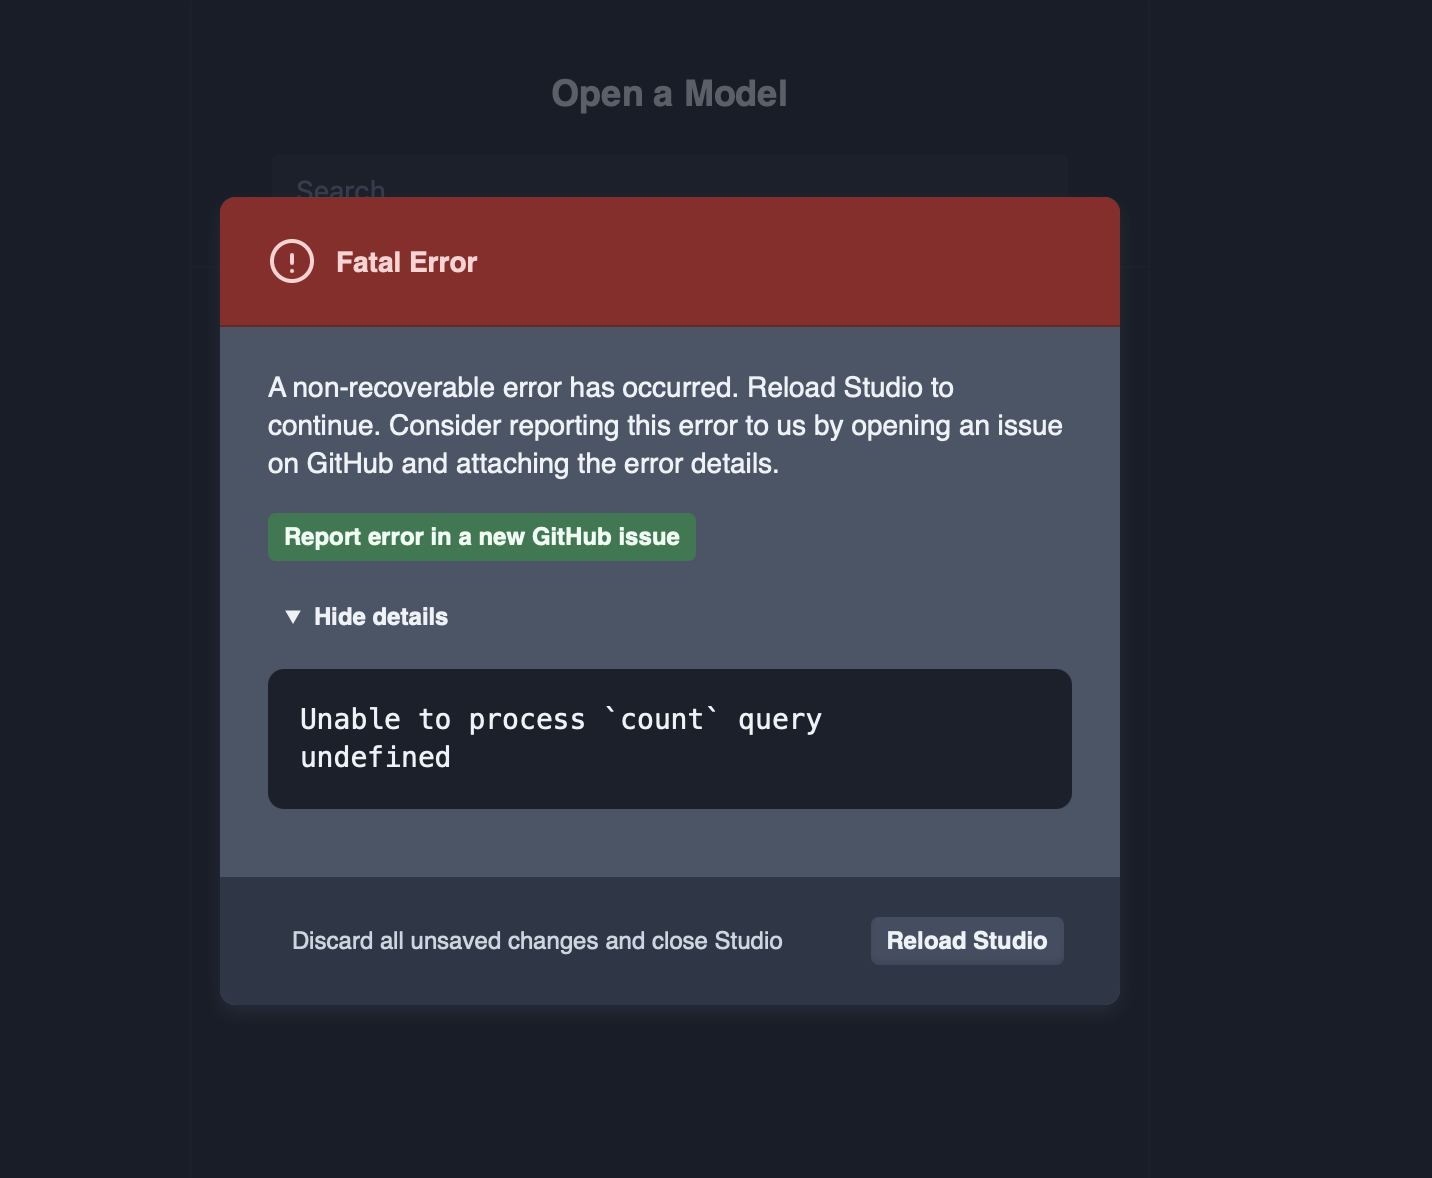 Open a Model
Search
Fatal Error
A non-recoverable error has occurred. Reload Studio to
continue. Consider reporting this error to us by opening an issue
on GitHub and attaching the error details.
Report error in a new GitHub issue
▼ Hide details
Unable to process `count` query
undefined
Discard all unsaved changes and close Studio
Reload Studio